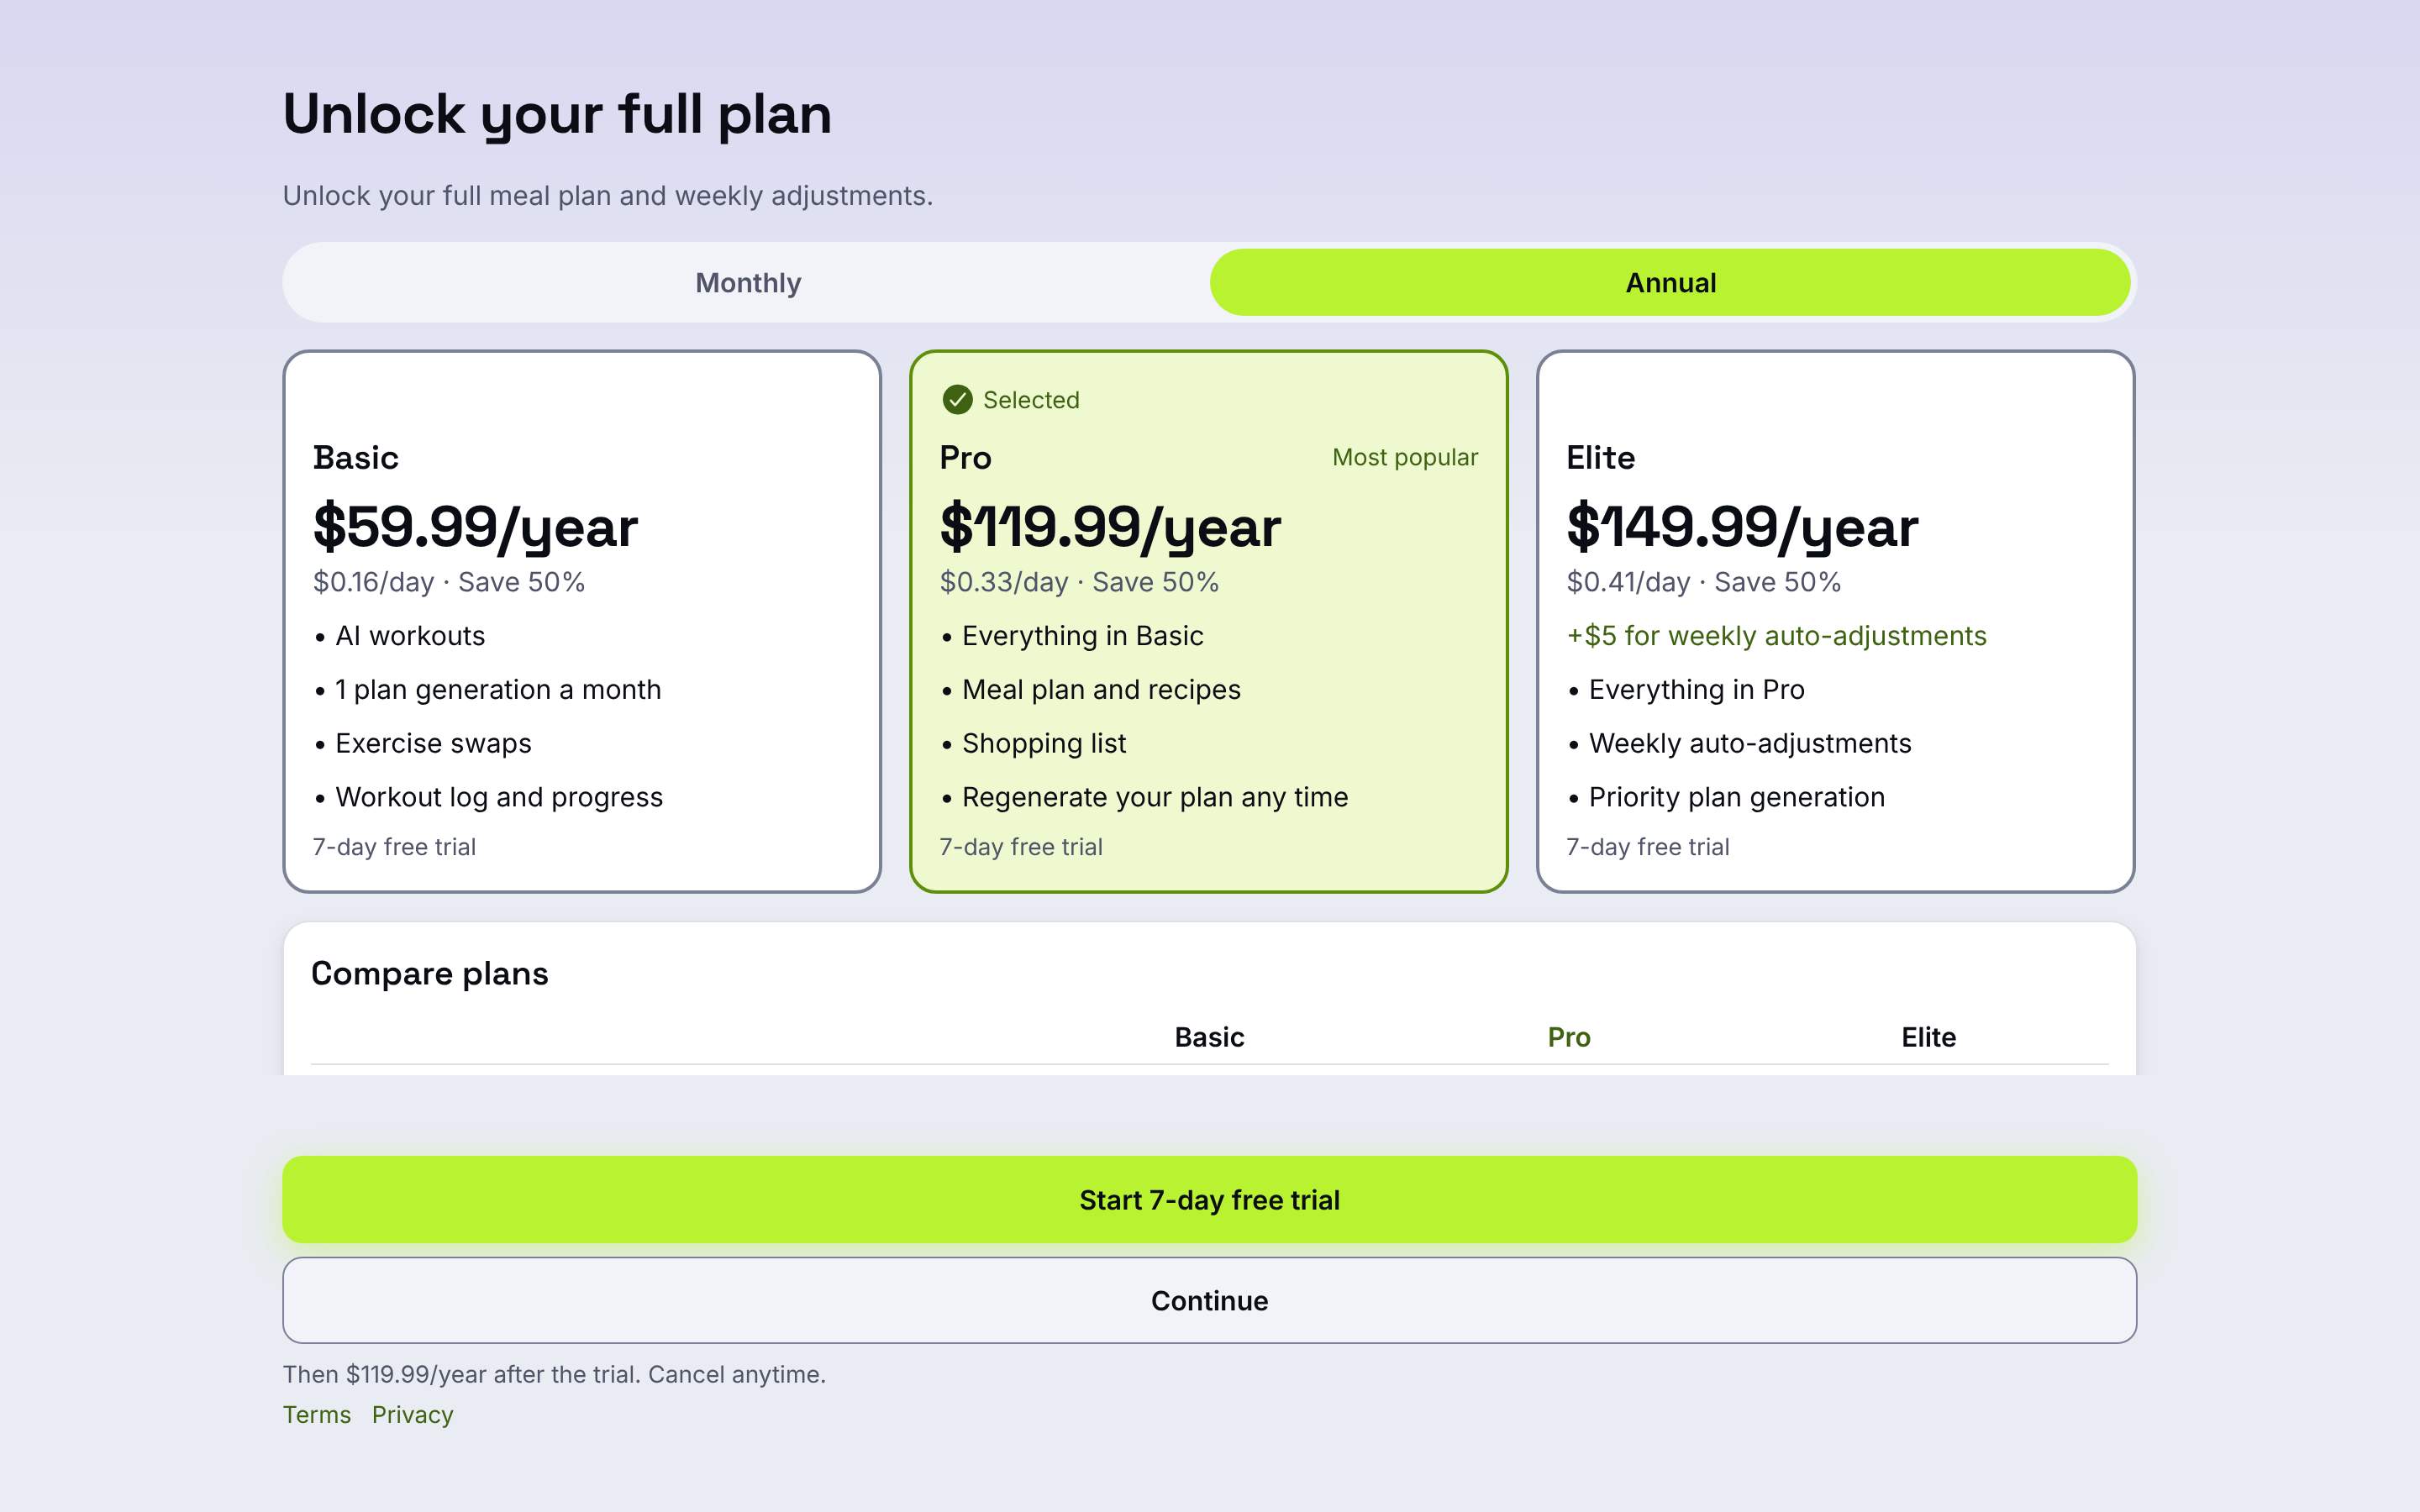 Unlock your full plan
Unlock your full meal plan and weekly adjustments.
Monthly
Annual
Basic
$59.99/year
$0.16/day · Save 50%
• AI workouts
• 1 plan generation a month
• Exercise swaps
• Workout log and progress
7-day free trial
Selected
Pro
Most popular
$119.99/year
$0.33/day · Save 50%
• Everything in Basic
• Meal plan and recipes
• Shopping list
• Regenerate your plan any time
7-day free trial
Elite
$149.99/year
$0.41/day · Save 50%
+$5 for weekly auto-adjustments
• Everything in Pro
• Weekly auto-adjustments
• Priority plan generation
7-day free trial
Compare plans
Basic Pro Elite
Start 7-day free trial
Continue
Then $119.99/year after the trial. Cancel anytime.
Terms Privacy